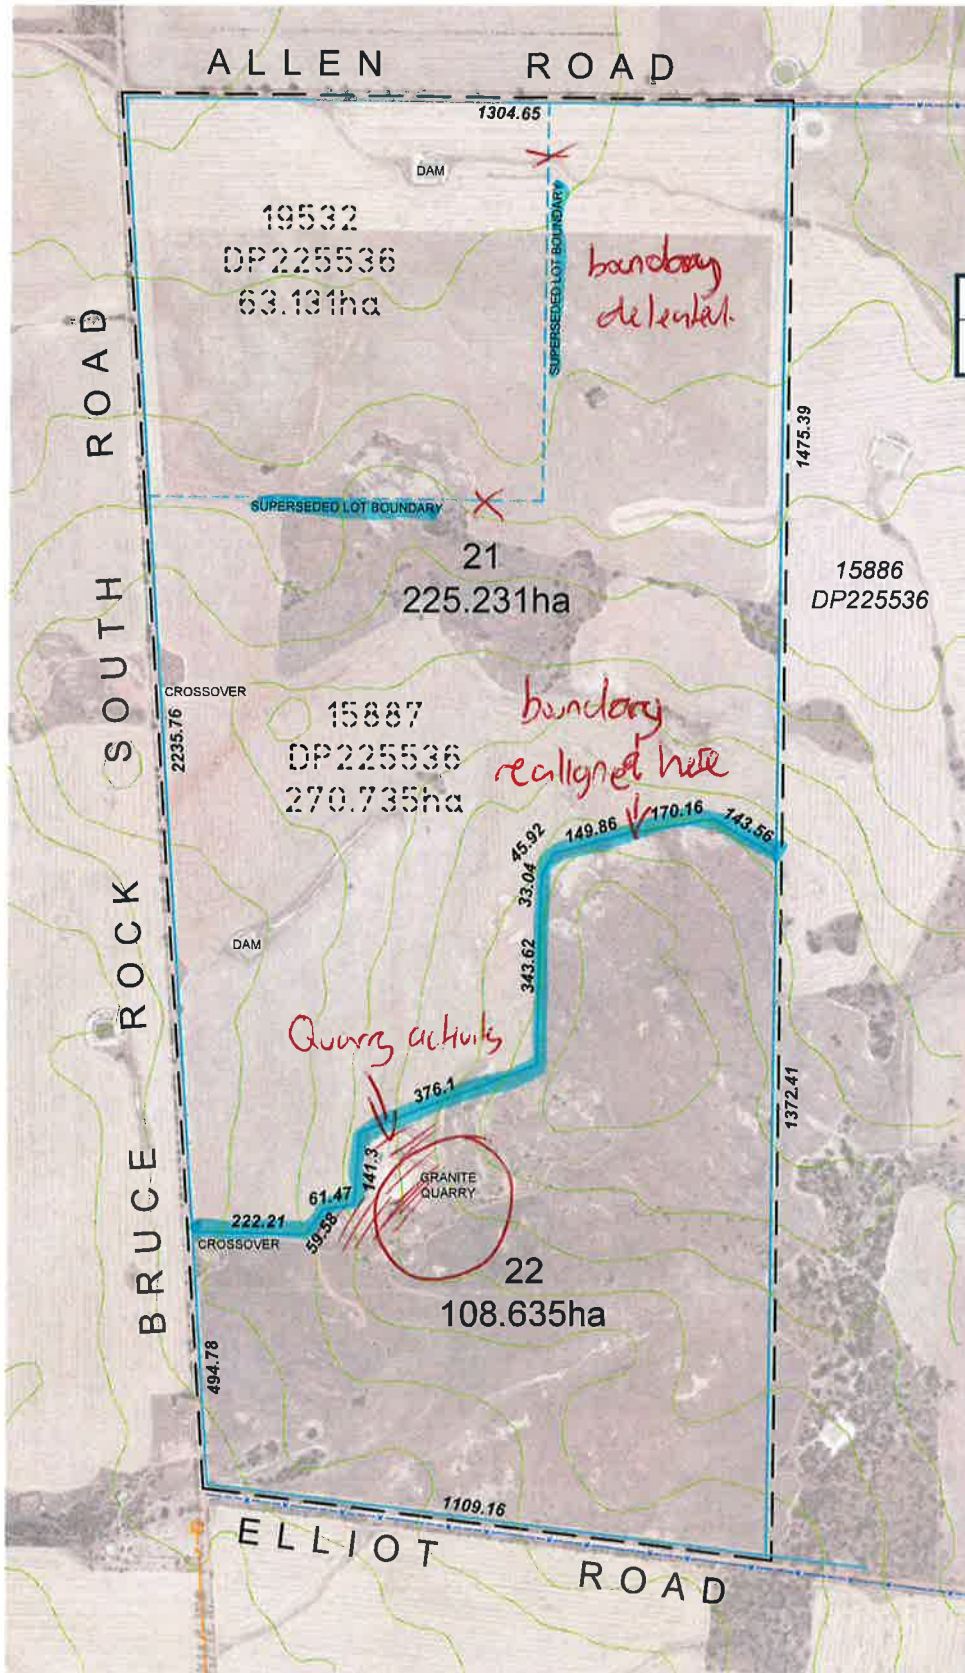 ALLEN ROAD
1304.65
DAM
19532
DP225536
63.131ha
SUPERSEDED LOT BOUNDARY
boundary
deleted.
1475.39
SUPERSEDED LOT BOUNDARY
21
225.231ha
15886
DP225536
BRUCE ROCK SOUTH ROAD
CROSSOVER
2235.76
15887
DP225536
270.735ha
boundary
realigned here
45.92
149.86
170.16
143.56
33.04
343.62
DAM
Quarry activity
376.1
1372.41
141.3
GRANITE
QUARRY
61.47
222.21
59.58
CROSSOVER
22
108.635ha
494.78
1109.16
ELLIOT ROAD